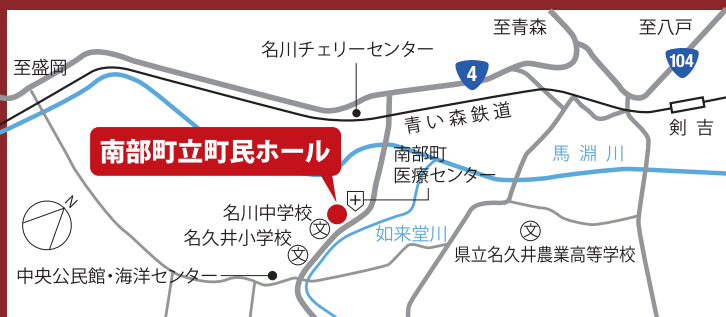 至青森
至八戸
名川チェリーセンター
至盛岡
4
104
青い森鉄道
剣吉
南部町立町民ホール
南部町
医療センター
馬淵川
名川中学校
文
名久井小学校
文
如来堂川
文
県立名久井農業高等学校
中央公民館・海洋センター
N